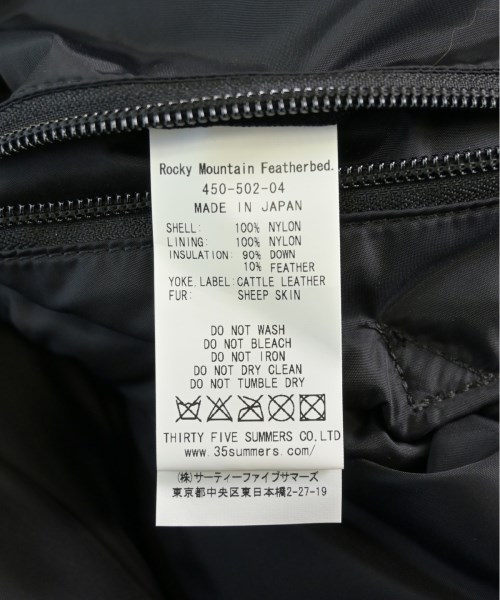 Rocky Mountain Featherbed.
450-502-04
MADE IN JAPAN
SHELL: 100% NYLON
LINING: 100% NYLON
INSULATION: 90% DOWN
10% FEATHER
YOKE.LABEL: CATTLE LEATHER
FUR: SHEEP SKIN
DO NOT WASH
DO NOT BLEACH
DO NOT IRON
DO NOT DRY CLEAN
DO NOT TUMBLE DRY
THIRTY FIVE SUMMERS CO.LTD
www.35summers.com/
(株)サーティーファイブサマーズ
東京都中央区東日本橋2-27-19